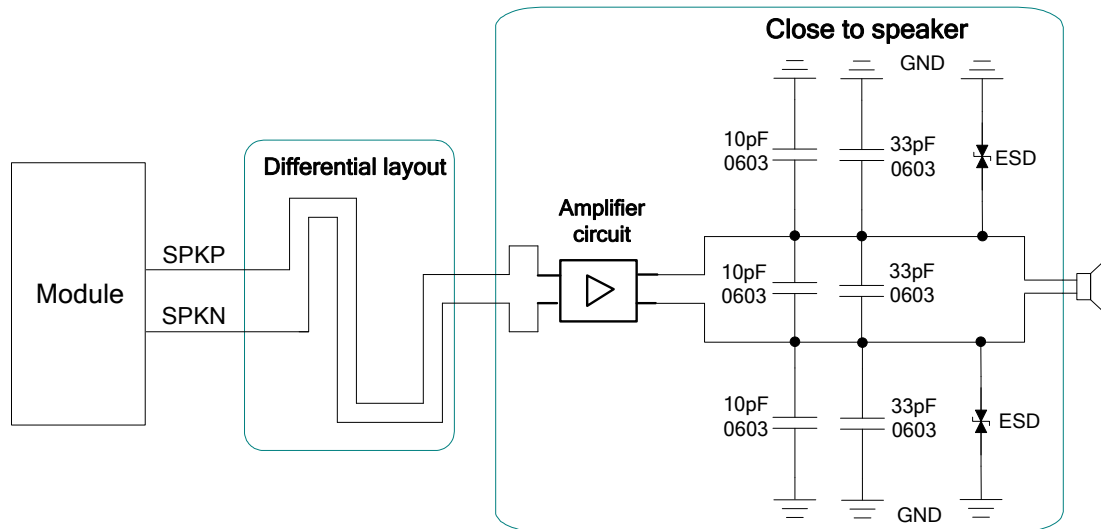 Close to speaker
GND
10pF
0603
33pF
0603
ESD
Differential layout
Amplifier
circuit
SPKP
Module
SPKN
10pF
0603
33pF
0603
10pF
0603
33pF
0603
ESD
GND